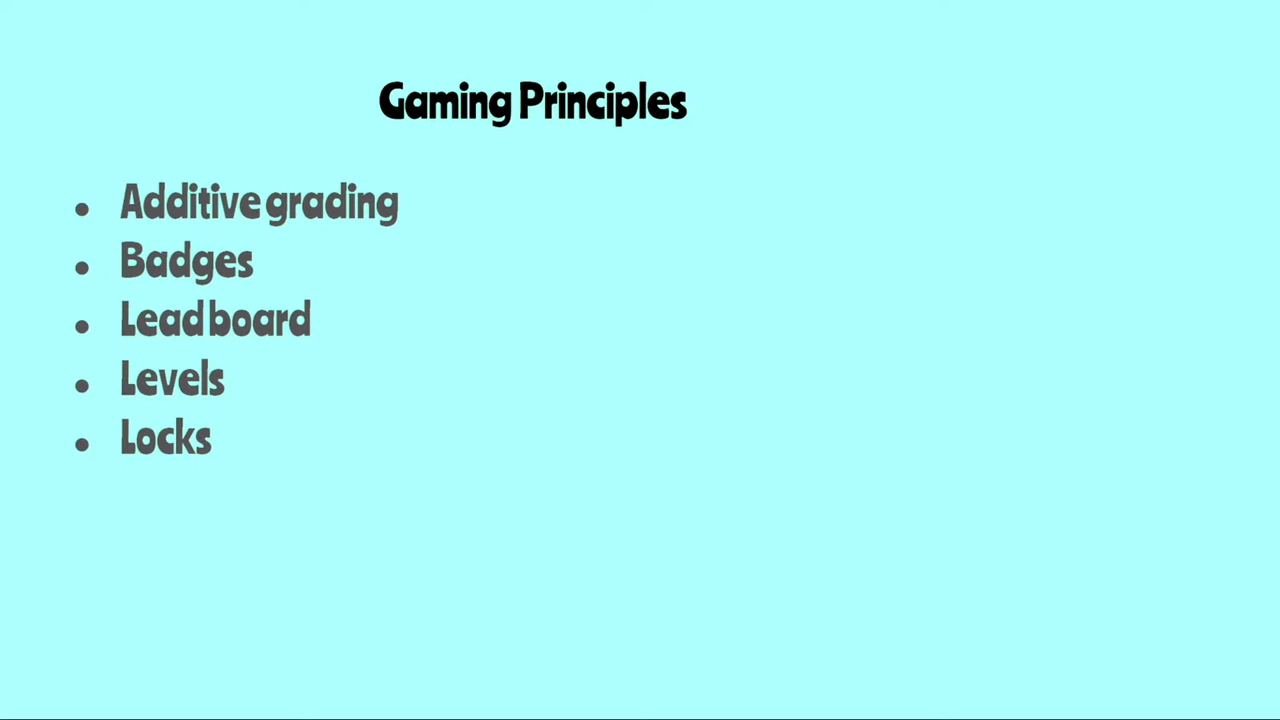 Gaming Principles
• Additive grading
• Badges
• Lead board
• Levels
• Locks